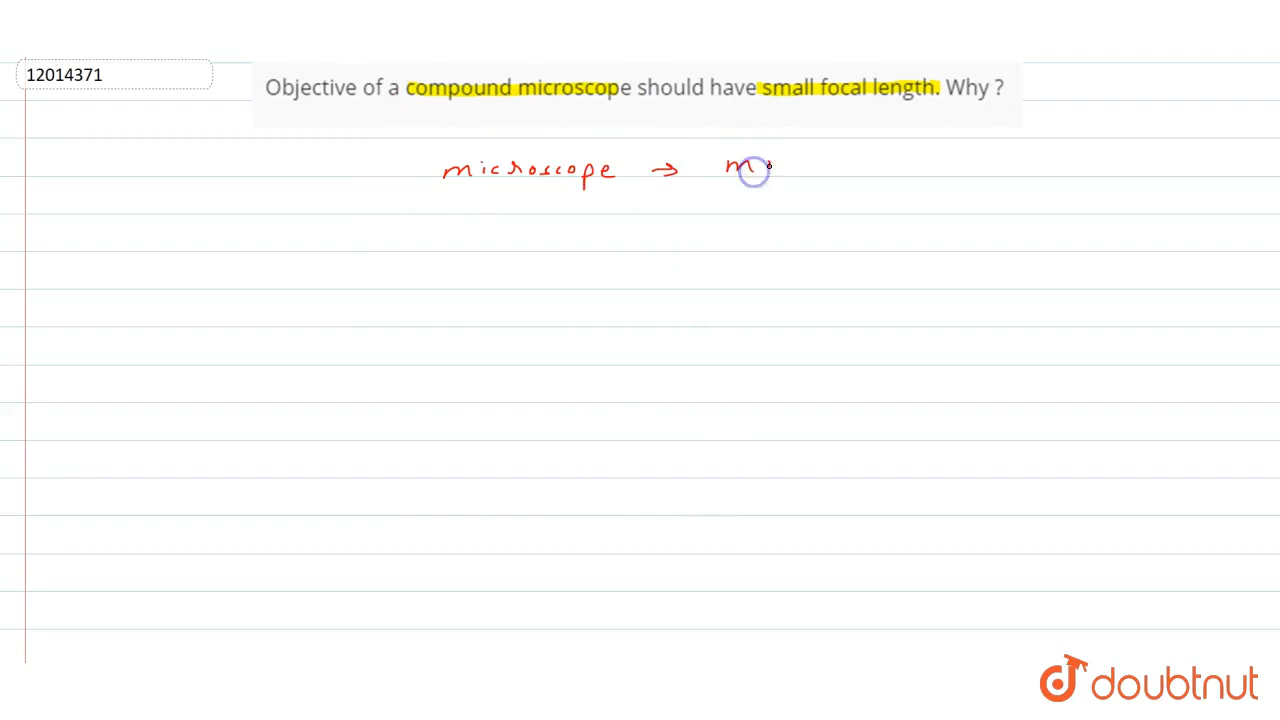 12014371
Objective of a compound microscope should have small focal length. Why ?
microscope → m
doubtnut